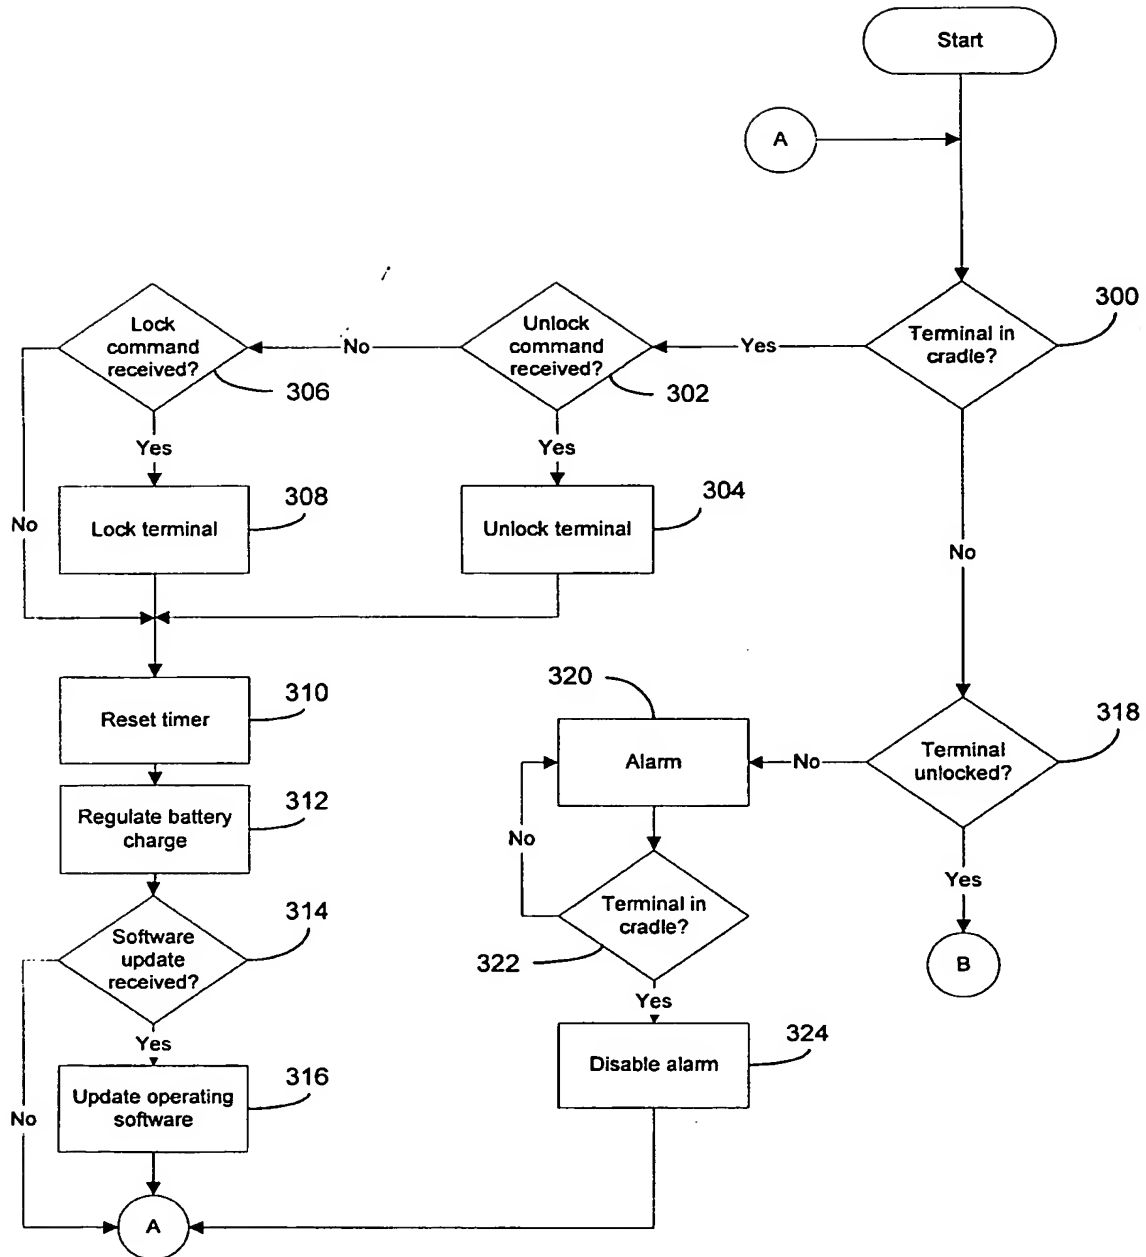 Start
A
300
Terminal in
cradle?
Yes
Unlock
command
received?
302
No
Lock
command
received?
306
Yes
Yes
308
Lock terminal
304
Unlock terminal
No
No
310
Reset timer
320
Alarm
No
318
Terminal
unlocked?
312
Regulate battery
charge
No
Yes
Terminal in
cradle?
322
314
Software
update
received?
B
Yes
Yes
324
Disable alarm
316
Update operating
software
No
A